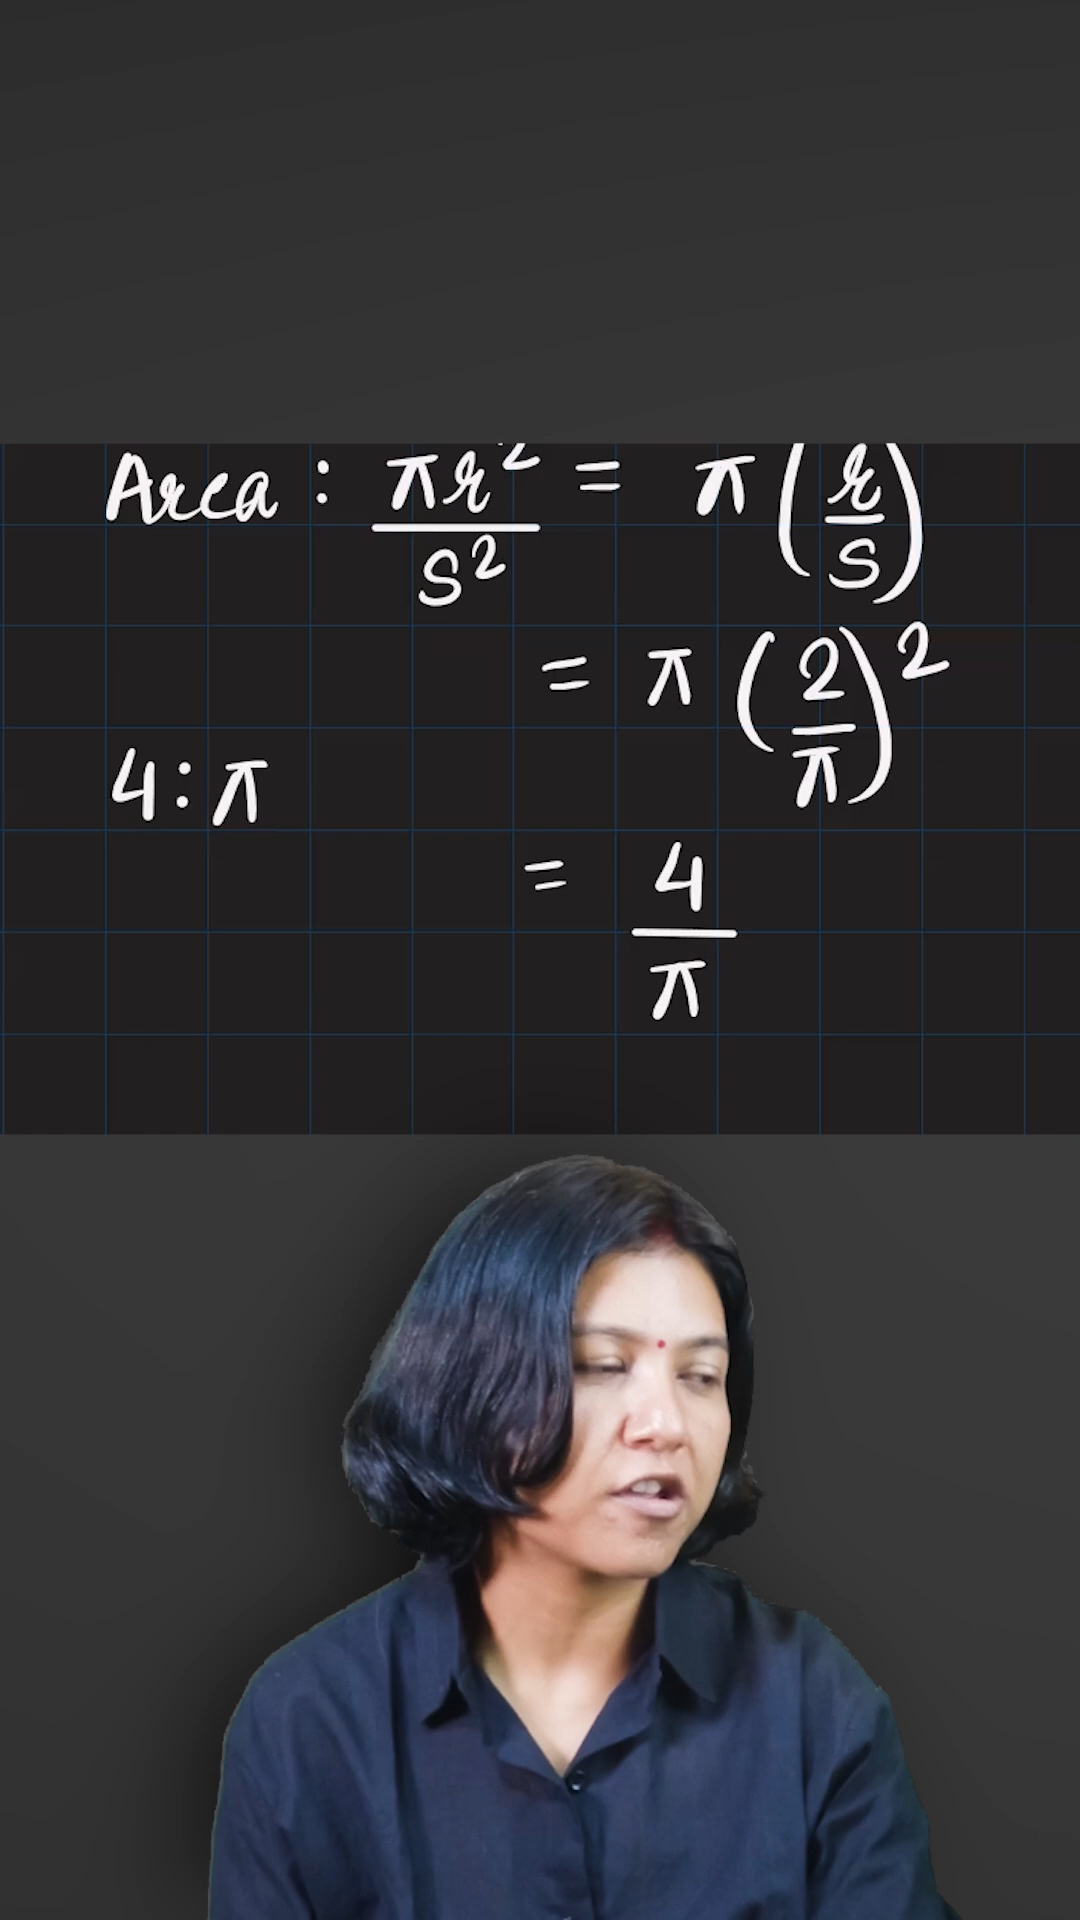 Area : πr²/s² = π(r/s)
= π(2/π)²
4:π
= 4/π